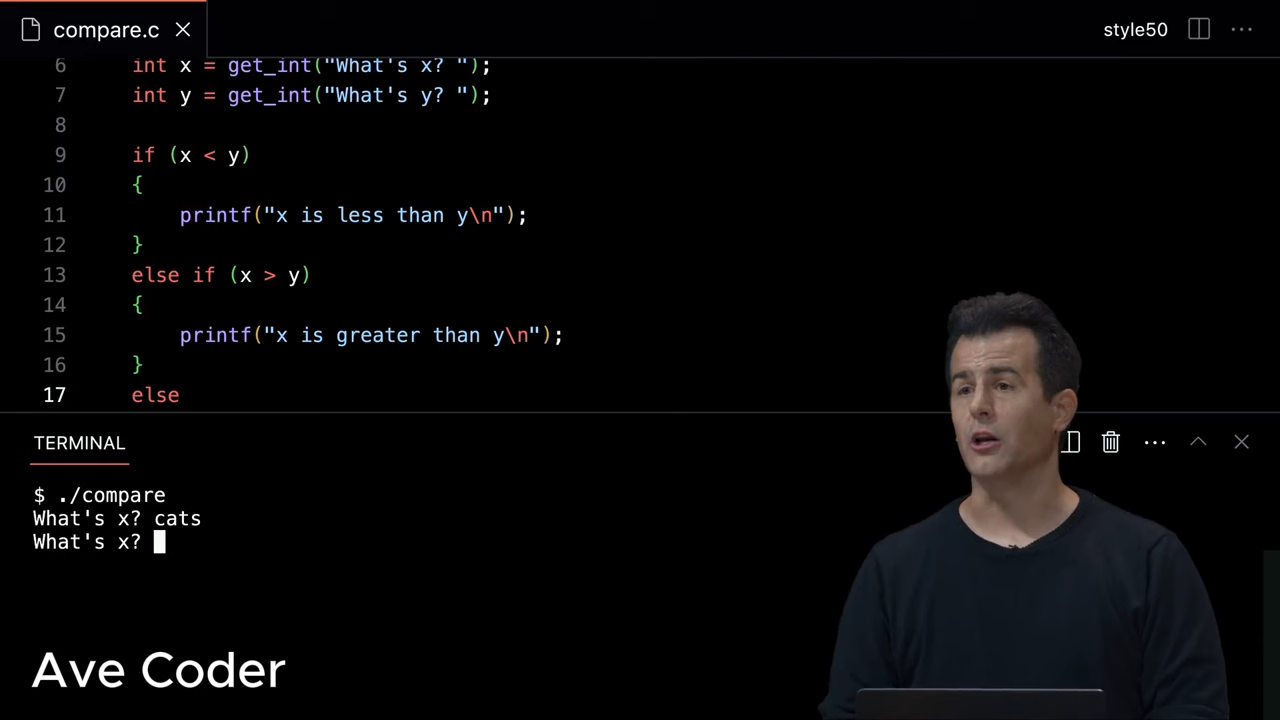 compare.c
style50
6 int x = get_int("What's x? ");
7 int y = get_int("What's y? ");
8
9 if (x < y)
10 {
11 printf("x is less than y\n");
12 }
13 else if (x > y)
14 {
15 printf("x is greater than y\n");
16 }
17 else
TERMINAL
$ ./compare
What's x? cats
What's x?
Ave Coder